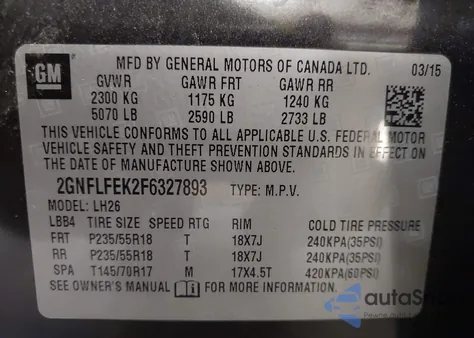 GM
MFD BY GENERAL MOTORS OF CANADA LTD. 03/15
GVWR GAWR FRT GAWR RR
2300 KG 1175 KG 1240 KG
5070 LB 2590 LB 2733 LB
THIS VEHICLE CONFORMS TO ALL APPLICABLE U.S. FEDERAL MOTOR
VEHICLE SAFETY AND THEFT PREVENTION STANDARDS IN EFFECT ON
THE DATE OF MANUFACTURE SHOWN ABOVE.
2GNFLFEK2F6327893 TYPE: M.P.V.
MODEL: LH26
LBB4 TIRE SIZE SPEED RTG RIM COLD TIRE PRESSURE
FRT P235/55R18 T 18X7J 240KPA(35PSI)
RR P235/55R18 T 18X7J 240KPA(35PSI)
SPA T145/70R17 M 17X4.5T 420KPA(60PSI)
SEE OWNER'S MANUAL FOR MORE INFORMATION.